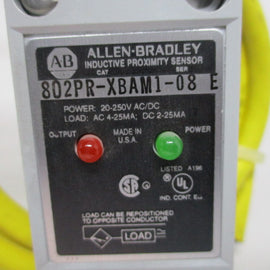 AB ALLEN-BRADLEY
INDUCTIVE PROXIMITY SENSOR
CAT SER
802PR-XBAM1-08 E
POWER: 20-250V AC/DC
LOAD: AC 4-25MA; DC 2-25MA
OUTPUT MADE IN POWER
U.S.A.
LISTED A196
UL
IND. CONT. E
LOAD CAN BE REPOSITIONED
TO OPPOSITE CONDUCTOR
LOAD